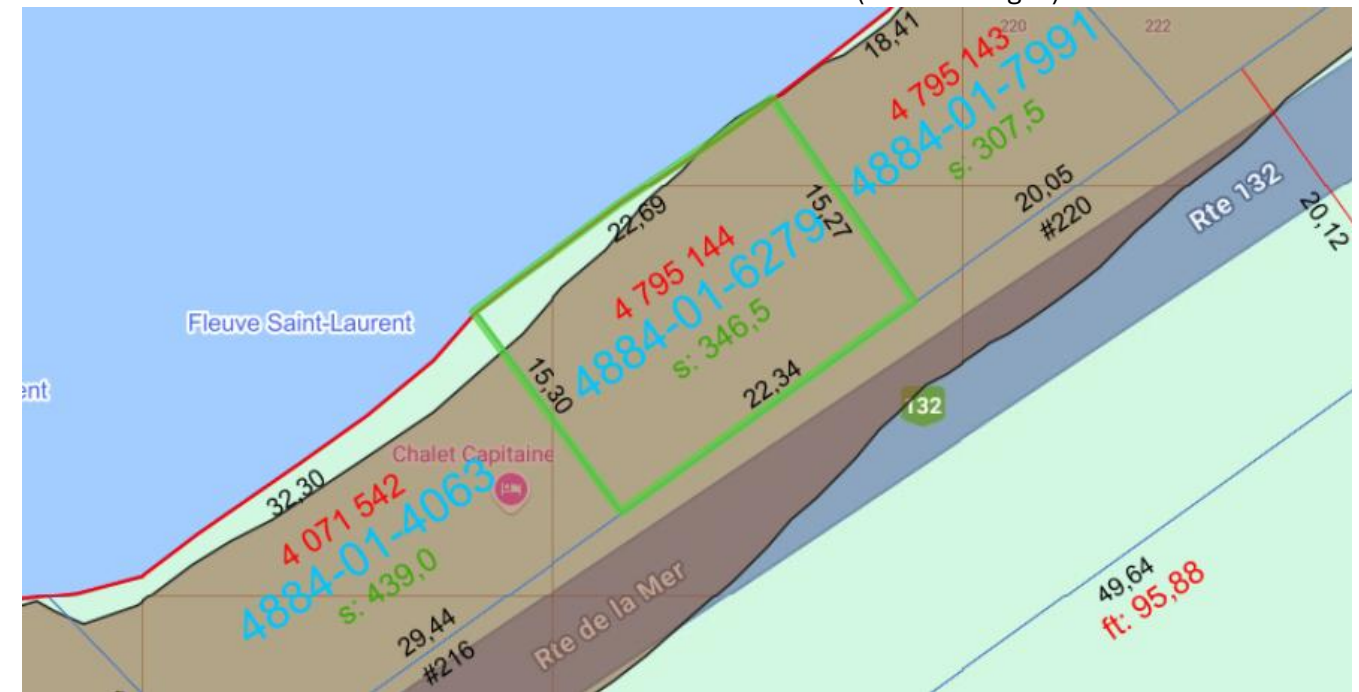 18,41
220
222
4 795 143
4884-01-7991
s: 307,5
20,05
#220
Rte 132
20,12
22,69
15,27
4 795 144
4884-01-6279
s: 346,5
15,30
22,34
Fleuve Saint-Laurent
ent
132
Chalet Capitaine
32,30
4 071 542
4884-01-4063
s: 439,0
29,44
#216
Rte de la Mer
49,64
ft: 95,88